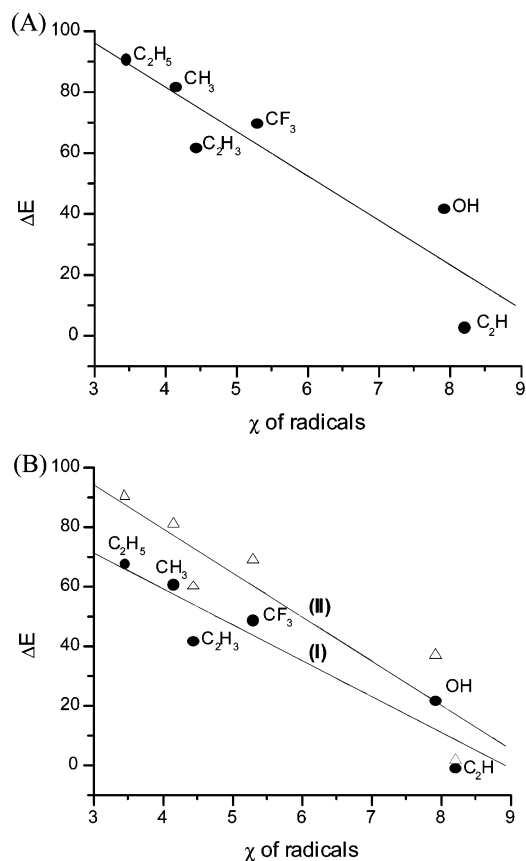 (A)
100
80
60
40
20
0
ΔE
C₂H₅
CH₃
C₂H₃
CF₃
OH
C₂H
3 4 5 6 7 8 9
χ of radicals
(B)
100
80
60
40
20
0
ΔE
C₂H₅
CH₃
C₂H₃
CF₃
(II)
(I)
OH
C₂H
3 4 5 6 7 8 9
χ of radicals